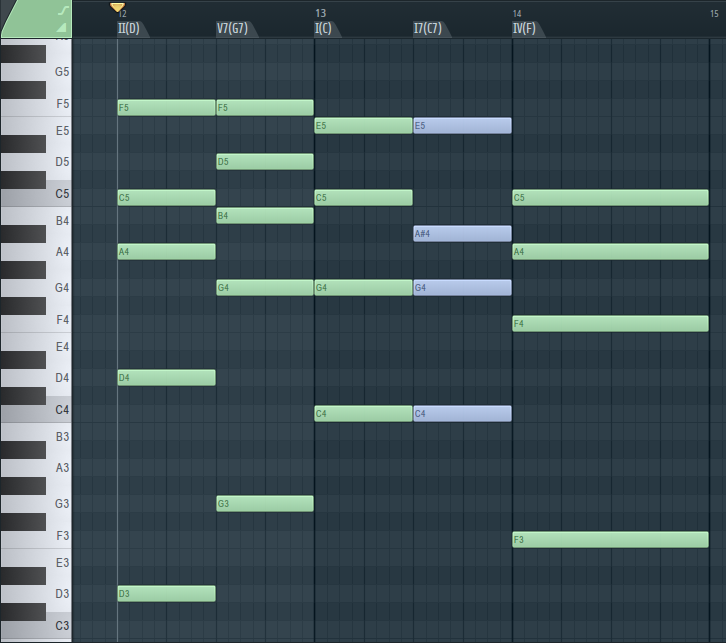 12 13 14 15
II(D) V7(G7) I(C) I7(C7) IV(F)
G5
F5 F5 F5
E5 E5 E5
D5 D5
C5 C5 C5 C5
B4 B4
A#4
A4 A4 A4
G4 G4 G4 G4
F4 F4
E4
D4 D4
C4 C4 C4
B3
A3
G3 G3
F3 F3
E3
D3 D3
C3